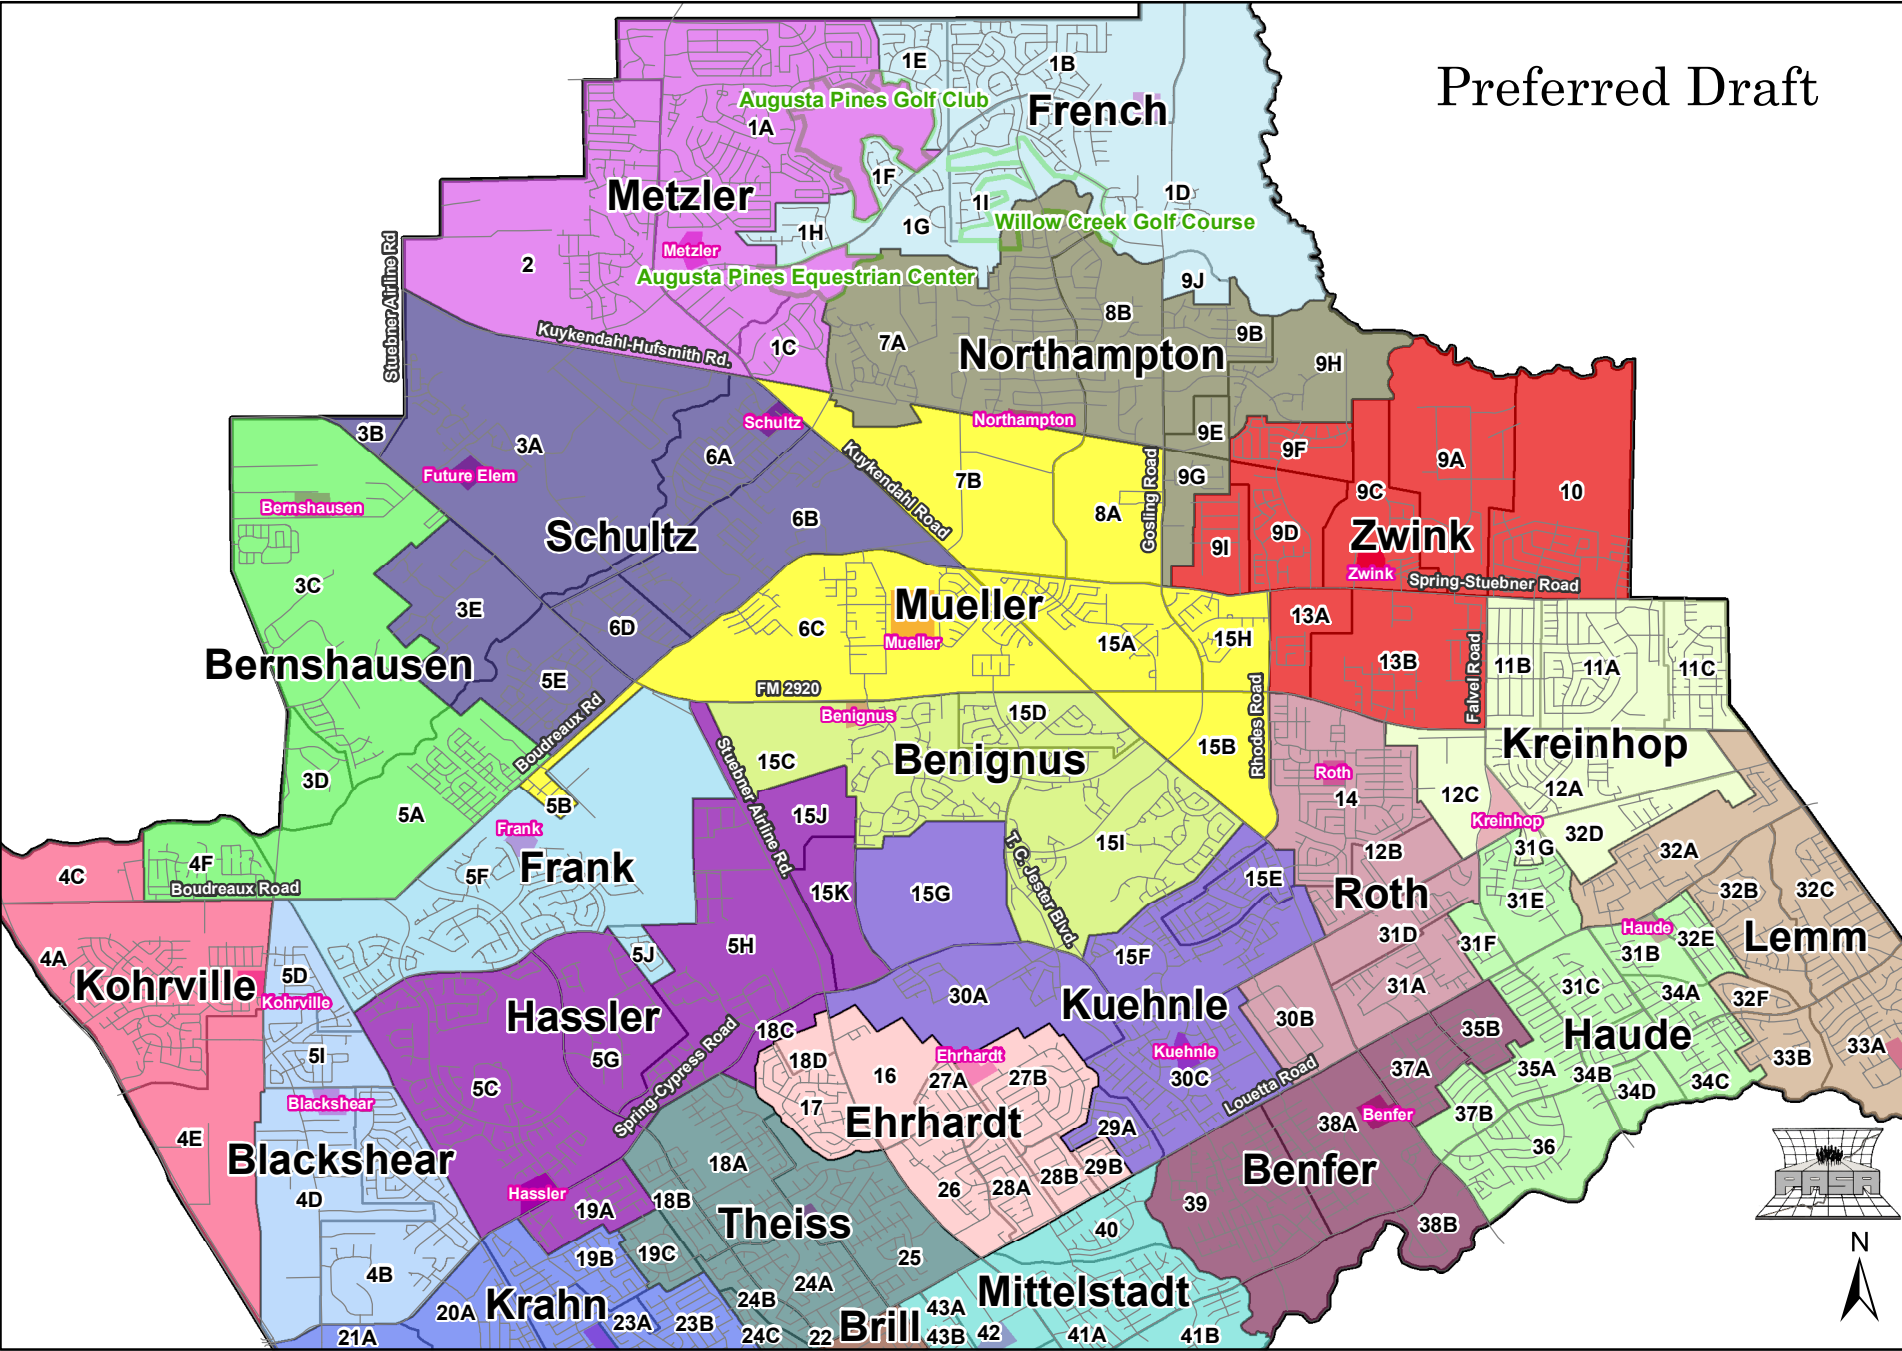 Preferred Draft
1E
1B
Augusta Pines Golf Club
French
1A
1F
Metzler
1I
1D
1H
1G
Willow Creek Golf Course
Metzler
2
Augusta Pines Equestrian Center
9J
Stuebner Airline Rd
8B
Kuykendahl-Hufsmith Rd.
1C
7A
9B
Northampton
9H
Schultz
Northampton
3B
3A
9E
6A
9F
9A
Future Elem
Kuykendahl Road
7B
9G
9C
10
Bernshausen
8A
Gosling Road
6B
Schultz
9I
9D
Zwink
Zwink
Spring-Stuebner Road
3C
3E
6D
Mueller
6C
Mueller
15A
15H
13A
13B
Falvel Road
11B
11A
11C
Bernshausen
5E
FM 2920
Boudreaux Rd
Benignus
15D
Rhodes Road
15B
Kreinhop
3D
Stuebner Airline Rd.
15C
Benignus
Roth
14
12C
12A
5B
5A
15J
Kreinhop
32D
Frank
T. C. Jester Blvd.
15I
31G
4F
Frank
12B
32A
4C
Boudreaux Road
5F
15K
15G
15E
Roth
31E
32B
32C
5H
31D
31F
Haude
32E
Lemm
4A
5J
15F
31B
Kohrville
5D
Kohrville
30A
Kuehnle
31A
31C
34A
32F
Hassler
18C
30B
35B
Haude
5I
5G
18D
Ehrhardt
Kuehnle
33B
33A
Spring-Cypress Road
16
27A
27B
30C
Louetta Road
37A
35A
34B
34D
34C
5C
Blackshear
17
Ehrhardt
29A
38A
Benfer
37B
4E
36
Blackshear
18A
29B
Benfer
PASA
4D
Hassler
18B
26
28A
28B
39
19A
Theiss
40
38B
N
19B
19C
25
4B
24A
Mittelstadt
20A
Krahn
24B
43A
21A
23A
23B
24C
22
Brill
43B
42
41A
41B